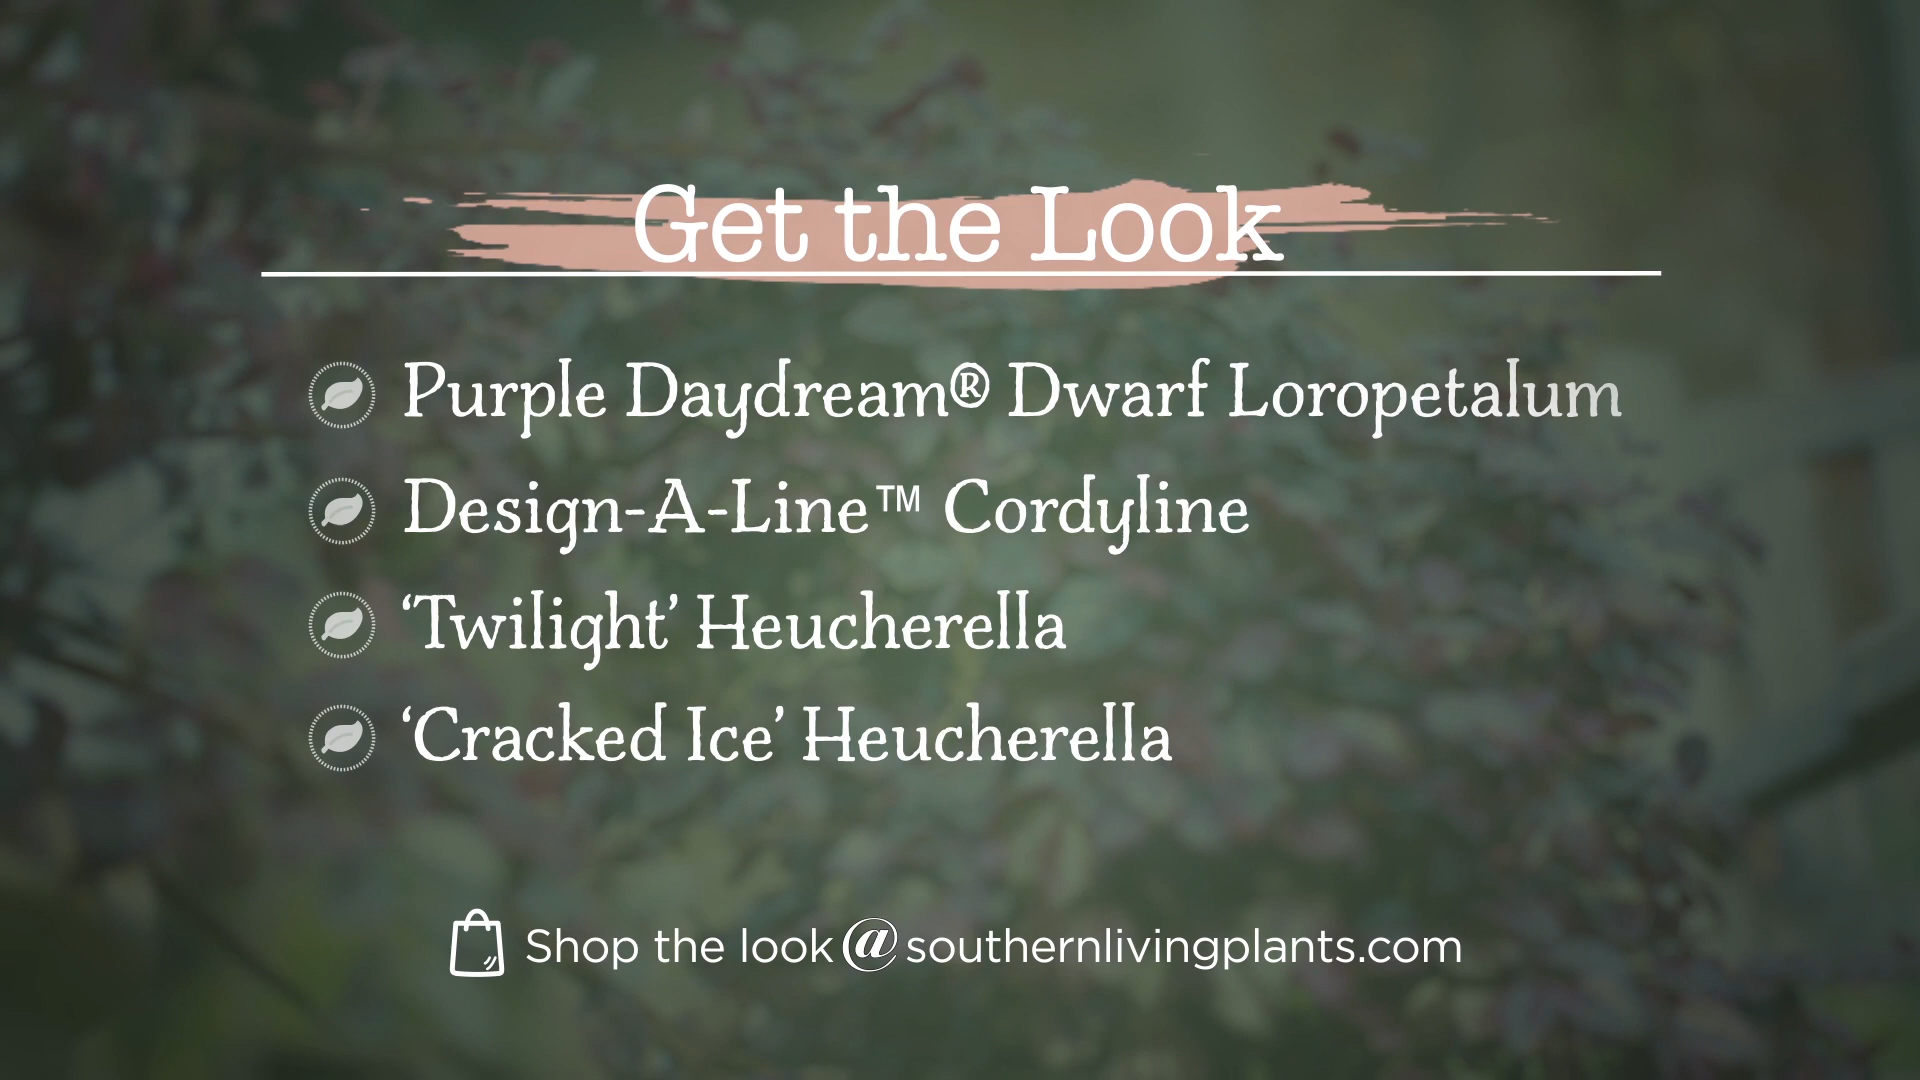 Get the Look
Purple Daydream® Dwarf Loropetalum
Design-A-Line™ Cordyline
‘Twilight’ Heucherella
‘Cracked Ice’ Heucherella
Shop the look @ southernlivingplants.com